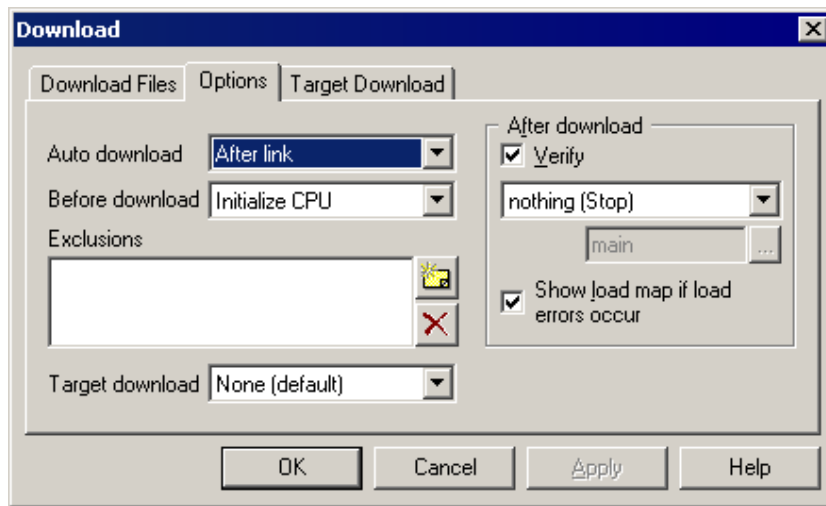 Download
Download Files Options Target Download
Auto download After link
Before download Initialize CPU
Exclusions
Target download None (default)
After download
Verify
nothing (Stop)
main ...
Show load map if load
errors occur
OK Cancel Apply Help